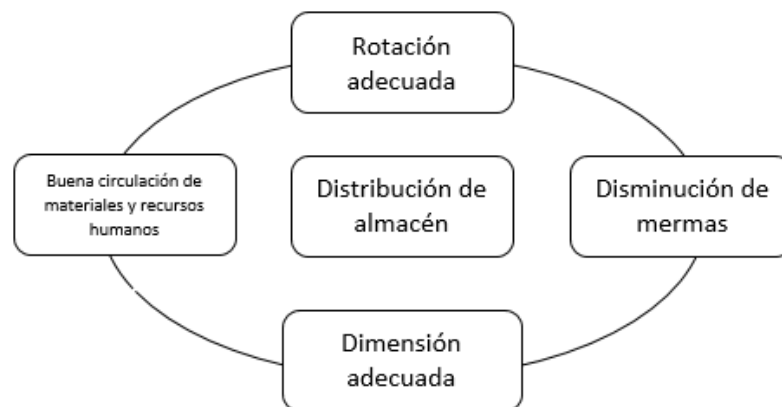 Rotación
adecuada
Buena circulación de
materiales y recursos
humanos
Distribución de
almacén
Disminución de
mermas
Dimensión
adecuada